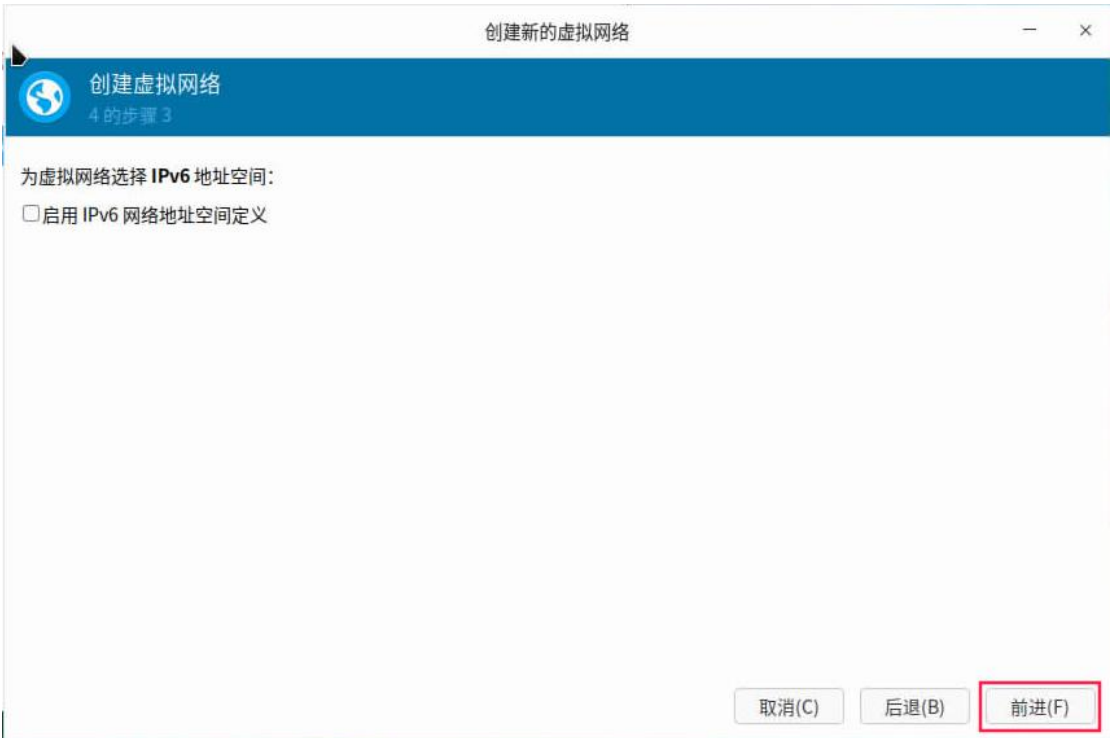 创建新的虚拟网络
创建虚拟网络
4 的步骤 3
为虚拟网络选择 IPv6 地址空间：
启用 IPv6 网络地址空间定义
取消(C) 后退(B) 前进(F)